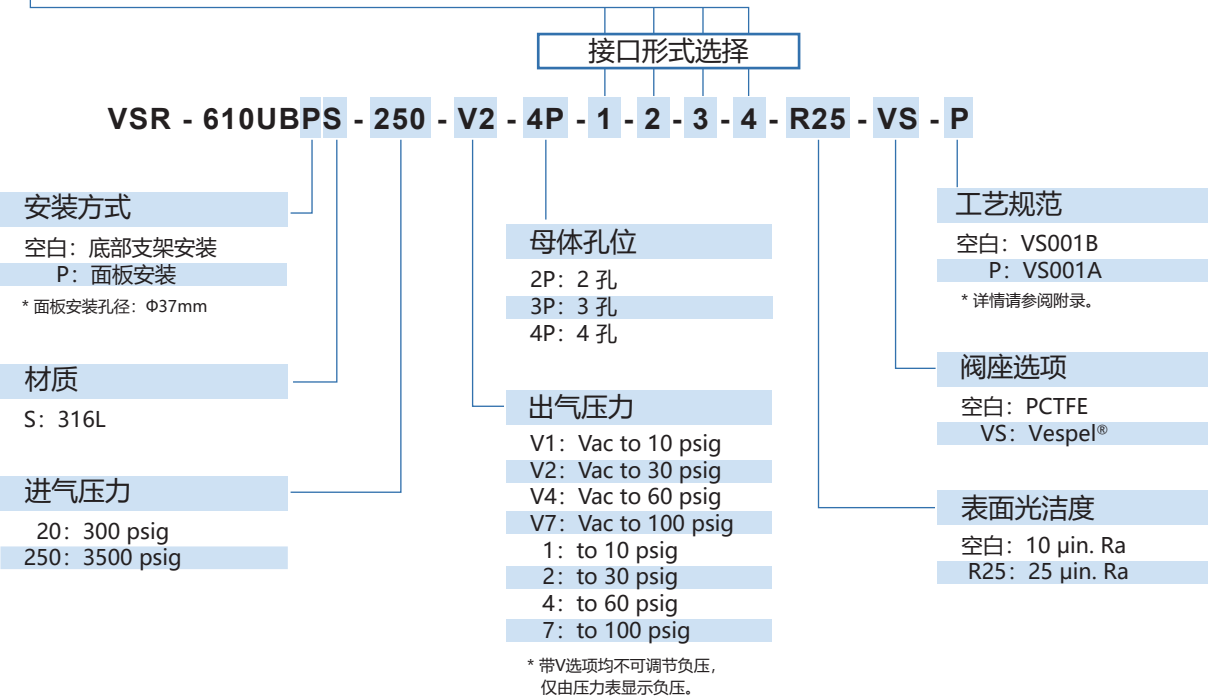 接口形式选择
VSR - 610UBPS - 250 - V2 - 4P - 1 - 2 - 3 - 4 - R25 - VS - P
安装方式
空白：底部支架安装
P：面板安装
* 面板安装孔径：Φ37mm
材质
S：316L
进气压力
20：300 psig
250：3500 psig
母体孔位
2P：2 孔
3P：3 孔
4P：4 孔
出气压力
V1：Vac to 10 psig
V2：Vac to 30 psig
V4：Vac to 60 psig
V7：Vac to 100 psig
1：to 10 psig
2：to 30 psig
4：to 60 psig
7：to 100 psig
* 带V选项均不可调节负压，
仅由压力表显示负压。
工艺规范
空白：VS001B
P：VS001A
* 详情请参阅附录。
阀座选项
空白：PCTFE
VS：Vespel®
表面光洁度
空白：10 μin. Ra
R25：25 μin. Ra